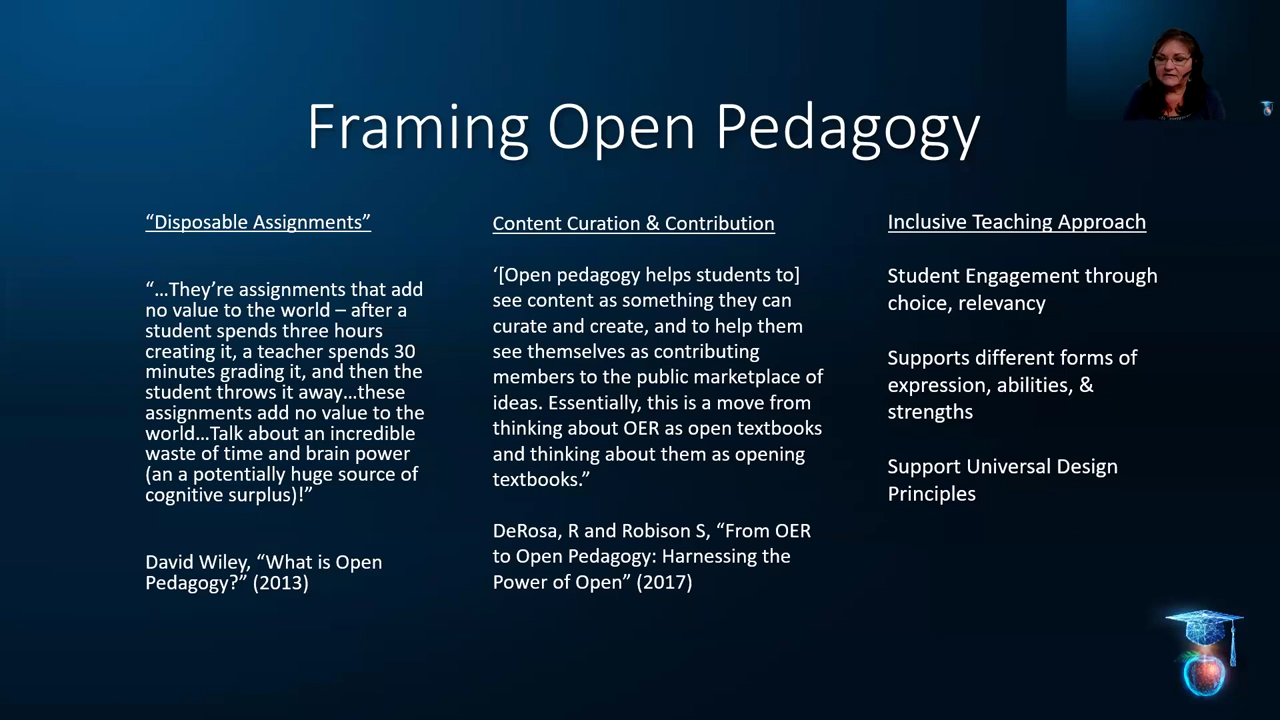 Framing Open Pedagogy
“Disposable Assignments”
“…They’re assignments that add
no value to the world – after a
student spends three hours
creating it, a teacher spends 30
minutes grading it, and then the
student throws it away…these
assignments add no value to the
world…Talk about an incredible
waste of time and brain power
(an a potentially huge source of
cognitive surplus)!”
David Wiley, “What is Open
Pedagogy?” (2013)
Content Curation & Contribution
‘[Open pedagogy helps students to]
see content as something they can
curate and create, and to help them
see themselves as contributing
members to the public marketplace of
ideas. Essentially, this is a move from
thinking about OER as open textbooks
and thinking about them as opening
textbooks.”
DeRosa, R and Robison S, “From OER
to Open Pedagogy: Harnessing the
Power of Open” (2017)
Inclusive Teaching Approach
Student Engagement through
choice, relevancy
Supports different forms of
expression, abilities, &
strengths
Support Universal Design
Principles